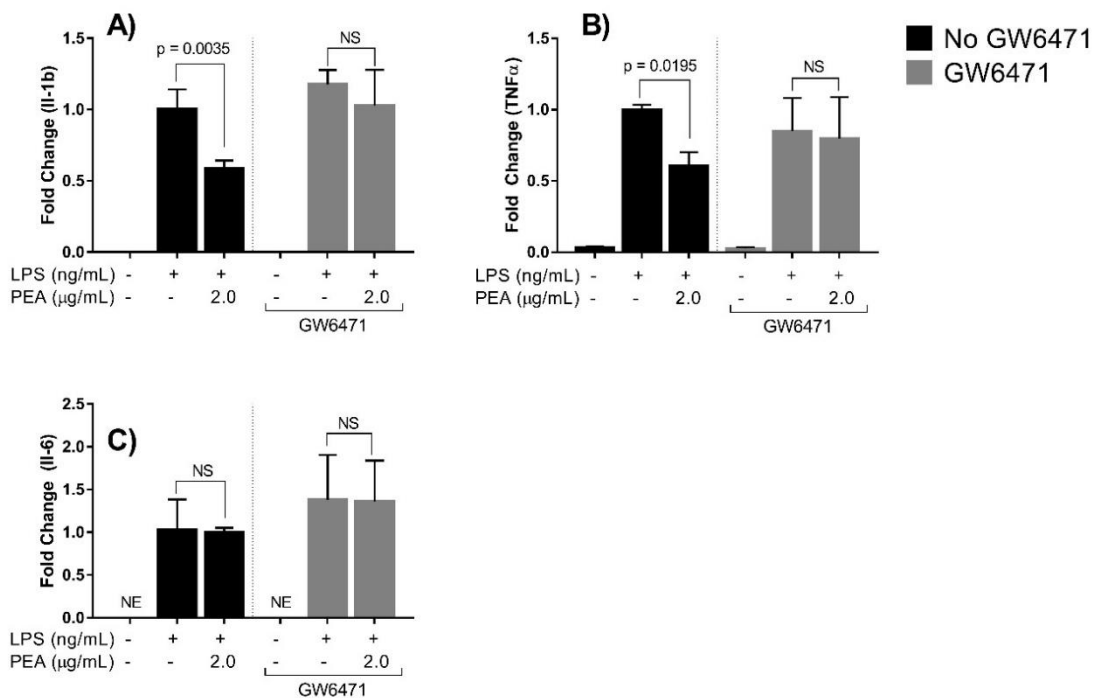 A)
p = 0.0035
NS
1.5
1.0
0.5
0.0
Fold Change (Il-1b)
LPS (ng/mL) - + + - + +
PEA (µg/mL) - - 2.0 - - 2.0
GW6471
B)
p = 0.0195
NS
1.5
1.0
0.5
0.0
Fold Change (TNFα)
LPS (ng/mL) - + + - + +
PEA (µg/mL) - - 2.0 - - 2.0
GW6471
No GW6471
GW6471
C)
NS
NS
2.5
2.0
1.5
1.0
0.5
0.0
Fold Change (Il-6)
NE
NE
LPS (ng/mL) - + + - + +
PEA (µg/mL) - - 2.0 - - 2.0
GW6471